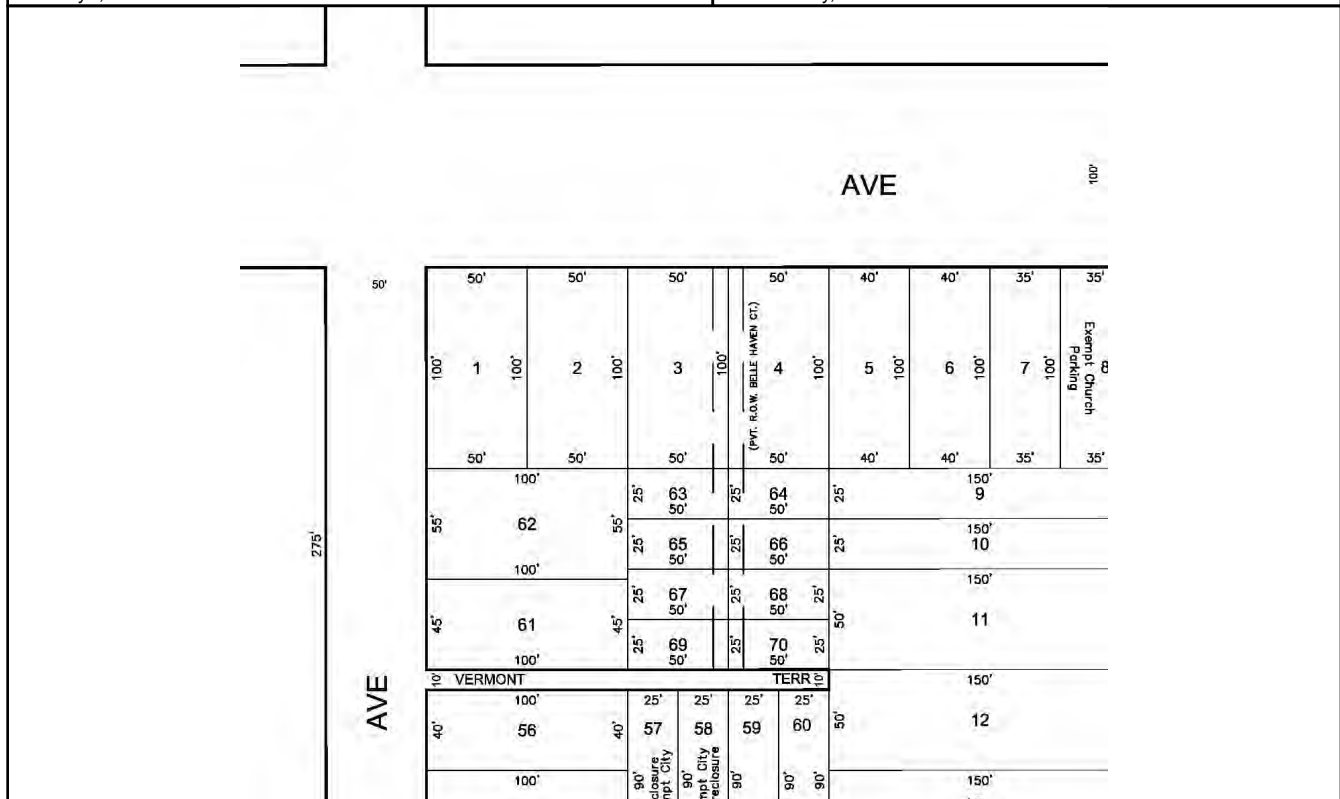 AVE
100'
50'
50' 50' 50' 50' 40' 40' 35' 35'
100' 1 100' 2 100' 3 100' 4 100' 5 100' 6 100' 7 100' 8
(PVT. R.O.W. BELLE HAVEN CT.)
Exempt Church
Parking
50' 50' 50' 50' 40' 40' 35' 35'
100' 150'
25' 63 25' 64 25' 9
50' 50'
55' 62 55'
150'
25' 65 25' 66 25' 10
50' 50'
275'
100' 150'
25' 67 25' 68 25'
50' 50'
45' 61 45' 50' 11
25' 69 25' 70 25'
100' 50' 50'
10' VERMONT TERR 10' 150'
AVE
100' 25' 25' 25' 25'
40' 56 40' 57 58 59 60 50' 12
90' 90' 90' 90' 90'
City
100' 150'